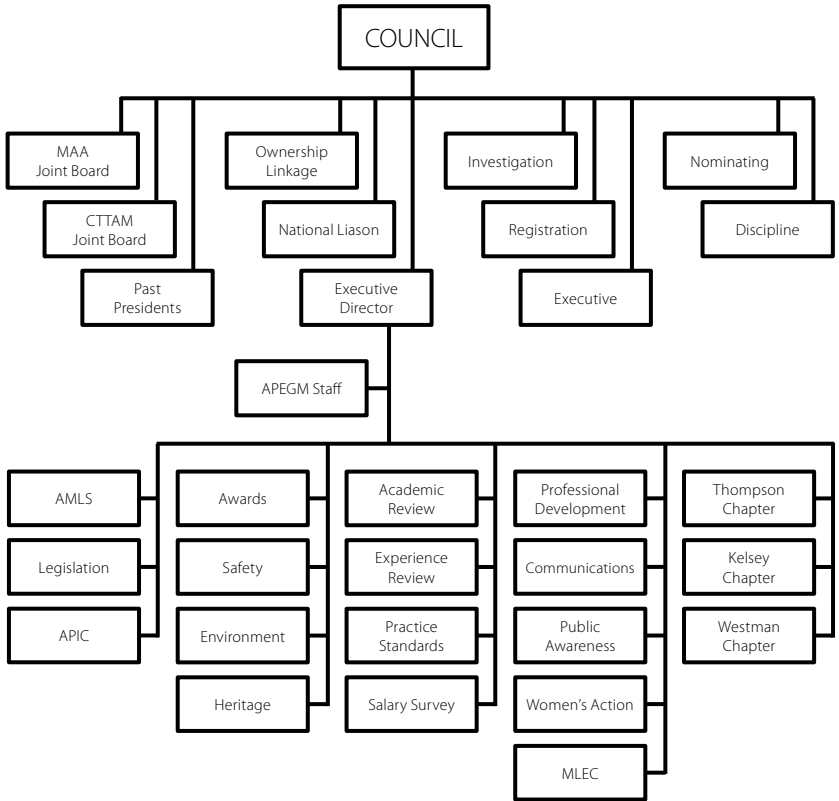 COUNCIL
MAA
Joint Board
Ownership
Linkage
Investigation
Nominating
CTTAM
Joint Board
National Liason
Registration
Discipline
Past
Presidents
Executive
Director
Executive
APEGM Staff
AMLS
Awards
Academic
Review
Professional
Development
Thompson
Chapter
Legislation
Safety
Experience
Review
Communications
Kelsey
Chapter
APIC
Environment
Practice
Standards
Public
Awareness
Westman
Chapter
Heritage
Salary Survey
Women's Action
MLEC